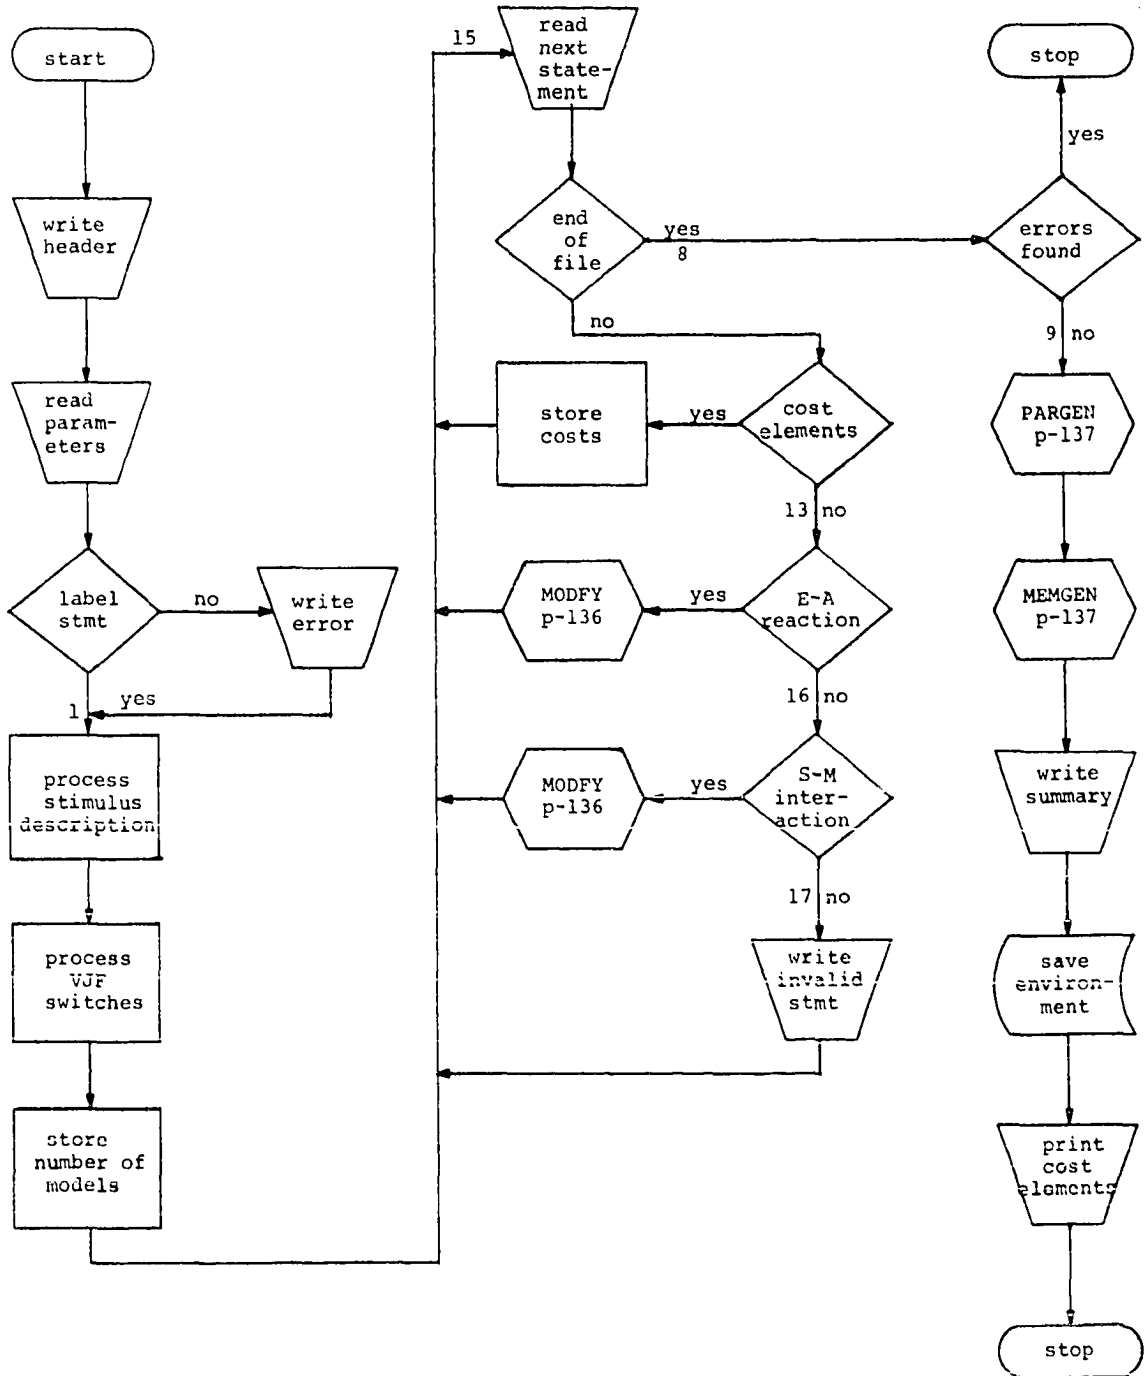 start
write
header
read
param-
eters
label
stmt
no
write
error
yes
1
process
stimulus
description
process
VJF
switches
store
number of
models
15
read
next
state-
ment
end
of
file
yes
8
no
store
costs
yes
cost
elements
13 no
MODFY
p-136
yes
E-A
reaction
16 no
MODFY
p-136
yes
S-M
inter-
action
17 no
write
invalid
stmt
stop
yes
errors
found
9 no
PARGEN
p-137
MEMGEN
p-137
write
summary
save
environ-
ment
print
cost
elements
stop